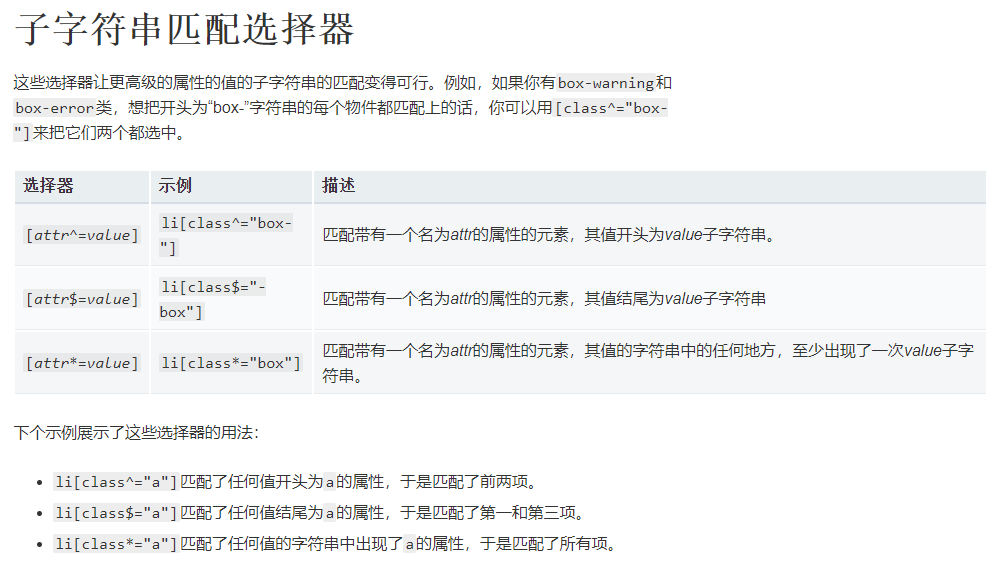 子字符串匹配选择器
这些选择器让更高级的属性的值的子字符串的匹配变得可行。例如，如果你有box-warning和
box-error类，想把开头为“box-”字符串的每个物件都匹配上的话，你可以用[class^="box-
"]来把它们两个都选中。
选择器 示例 描述
[attr^=value] li[class^="box-
"] 匹配带有一个名为attr的属性的元素，其值开头为value子字符串。
[attr$=value] li[class$="-
box"] 匹配带有一个名为attr的属性的元素，其值结尾为value子字符串
[attr*=value] li[class*="box"] 匹配带有一个名为attr的属性的元素，其值的字符串中的任何地方，至少出现了一次value子字
符串。
下个示例展示了这些选择器的用法：
• li[class^="a"]匹配了任何值开头为a的属性，于是匹配了前两项。
• li[class$="a"]匹配了任何值结尾为a的属性，于是匹配了第一和第三项。
• li[class*="a"]匹配了任何值的字符串中出现了a的属性，于是匹配了所有项。